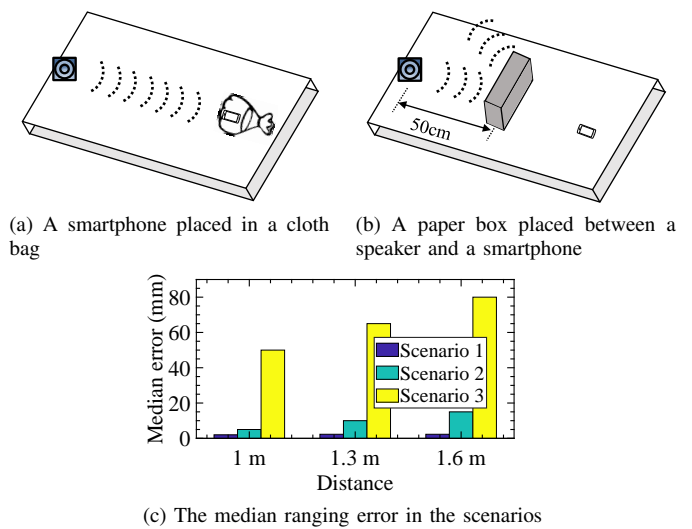 50cm
(a) A smartphone placed in a cloth
bag
(b) A paper box placed between a
speaker and a smartphone
80
60
40
20
0
Median error (mm)
Scenario 1
Scenario 2
Scenario 3
1 m
1.3 m
1.6 m
Distance
(c) The median ranging error in the scenarios